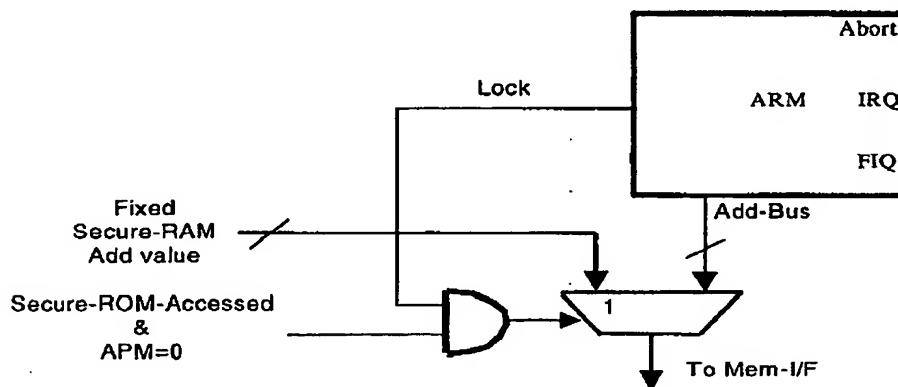 Abort
Lock
ARM IRQ
FIQ
Fixed
Secure-RAM
Add value
Add-Bus
Secure-ROM-Accessed
&
APM=0
1
To Mem-I/F